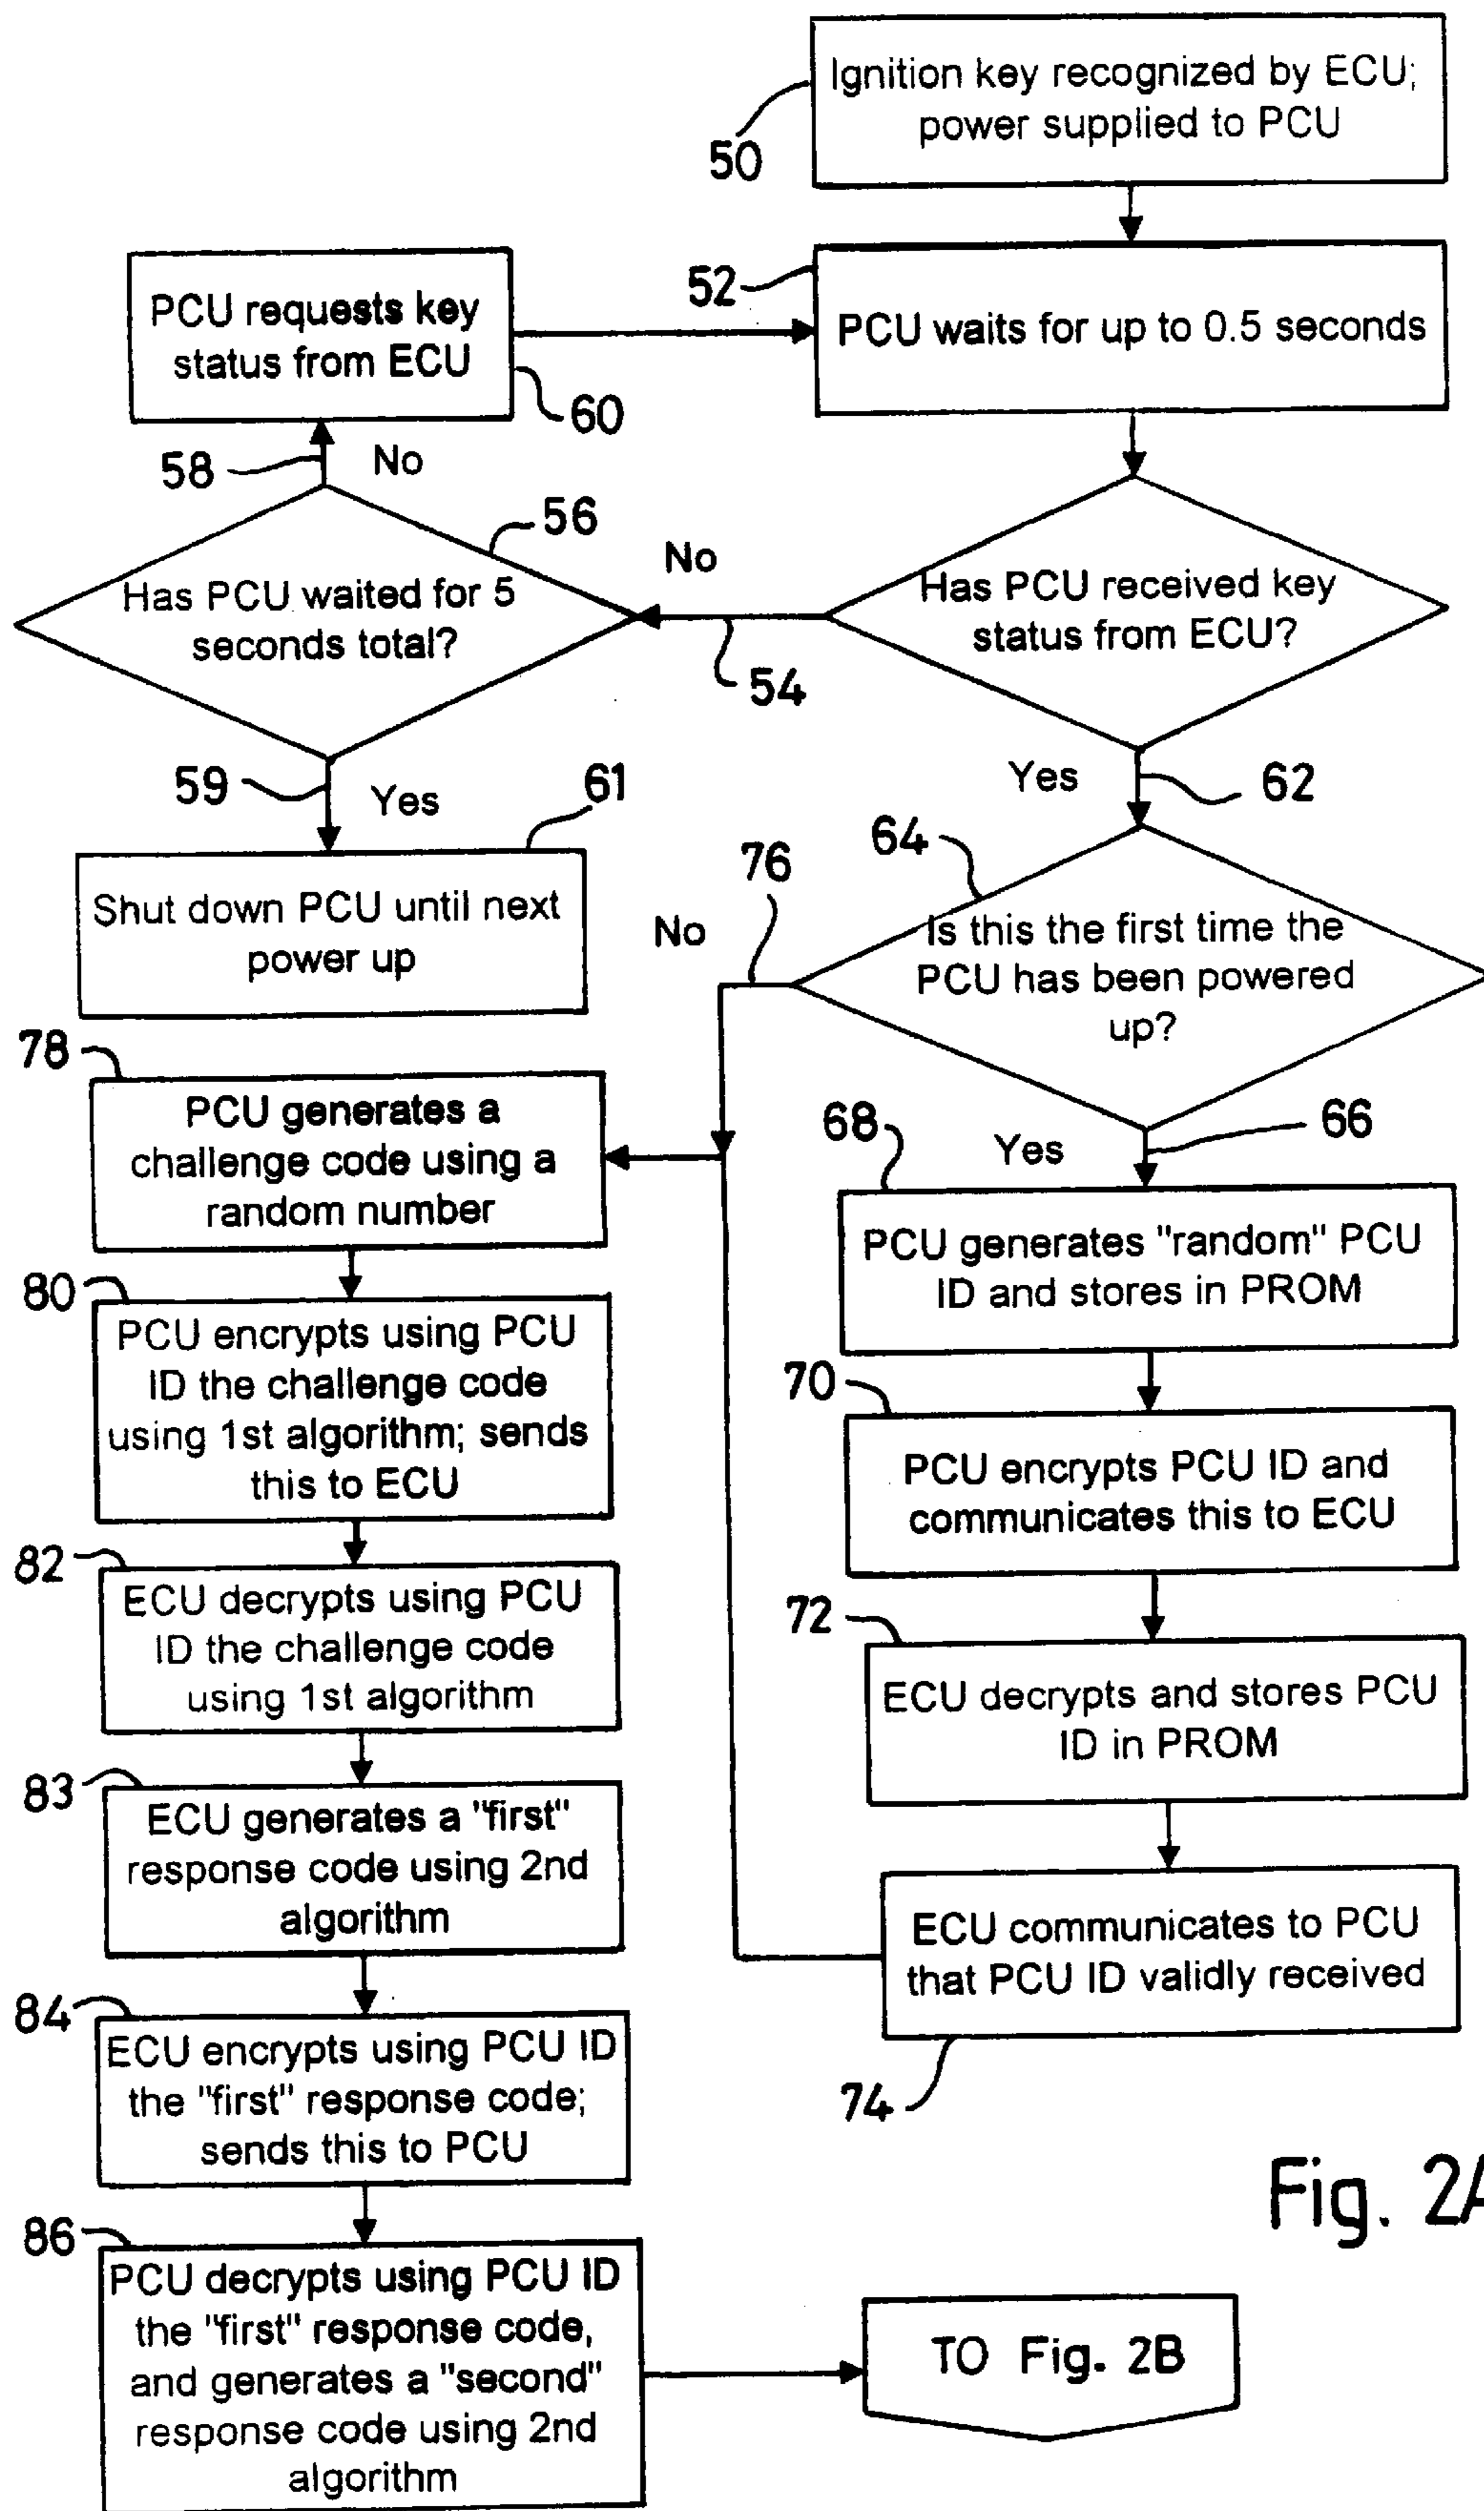 Ignition key recognized by ECU;
power supplied to PCU
50
52
PCU waits for up to 0.5 seconds
PCU requests key
status from ECU
60
58
No
56
Has PCU waited for 5
seconds total?
No
54
Has PCU received key
status from ECU?
59
Yes
61
Shut down PCU until next
power up
Yes
62
64
76
No
Is this the first time the
PCU has been powered
up?
66
Yes
68
PCU generates "random" PCU
ID and stores in PROM
70
PCU encrypts PCU ID and
communicates this to ECU
72
ECU decrypts and stores PCU
ID in PROM
ECU communicates to PCU
that PCU ID validly received
74
78
PCU generates a
challenge code using a
random number
80
PCU encrypts using PCU
ID the challenge code
using 1st algorithm; sends
this to ECU
82
ECU decrypts using PCU
ID the challenge code
using 1st algorithm
83
ECU generates a "first"
response code using 2nd
algorithm
84
ECU encrypts using PCU ID
the "first" response code;
sends this to PCU
86
PCU decrypts using PCU ID
the "first" response code,
and generates a "second"
response code using 2nd
algorithm
TO Fig. 2B
Fig. 2A